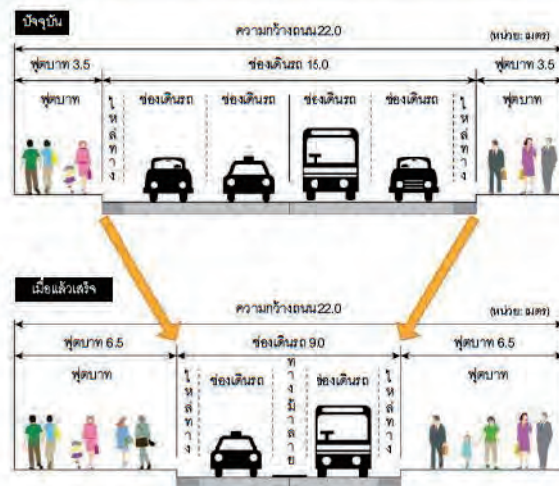 ปัจจุบัน
ความกว้างถนน22.0
(หน่วย: เมตร)
ฟุตบาท 3.5 ช่องเดินรถ 15.0 ฟุตบาท 3.5
ฟุตบาท ไหล่ทาง ช่องเดินรถ ช่องเดินรถ ช่องเดินรถ ช่องเดินรถ ไหล่ทาง ฟุตบาท
เมื่อแล้วเสร็จ
ความกว้างถนน22.0
(หน่วย: เมตร)
ฟุตบาท 6.5 ช่องเดินรถ 9.0 ฟุตบาท 6.5
ฟุตบาท ไหล่ทาง ช่องเดินรถ ทางม้าลาย ช่องเดินรถ ไหล่ทาง ฟุตบาท